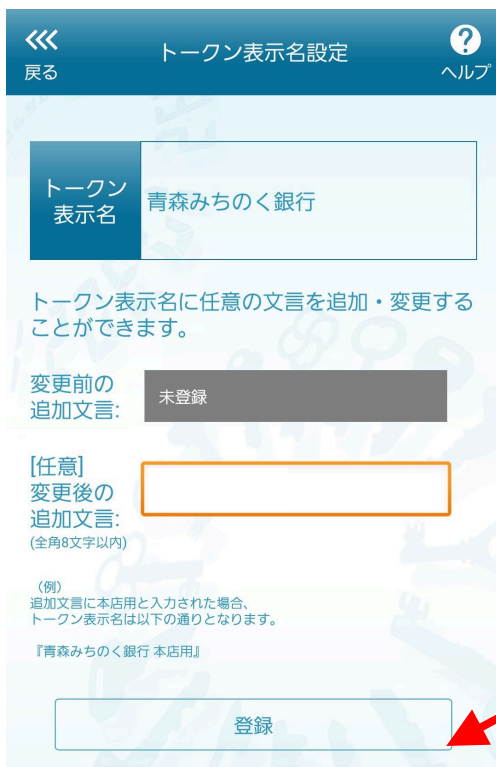 戻る
トークン表示名設定
?
ヘルプ
トークン
表示名
青森みちのく銀行
トークン表示名に任意の文言を追加・変更する
ことができます。
変更前の
追加文言:
未登録
[任意]
変更後の
追加文言:
(全角8文字以内)
（例）
追加文言に本店用と入力された場合、
トークン表示名は以下の通りとなります。
『青森みちのく銀行 本店用』
登録